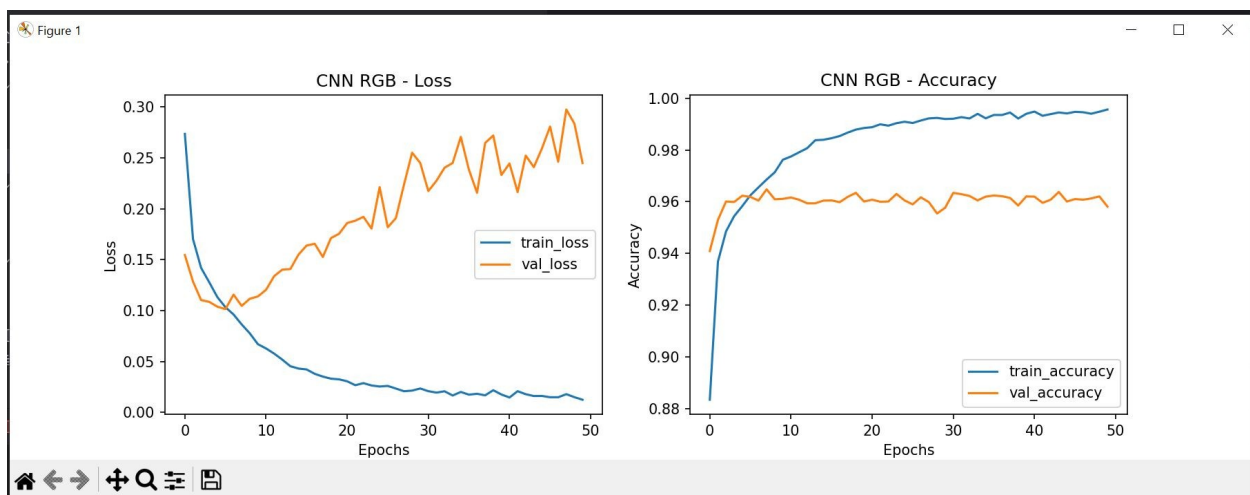 Figure 1
CNN RGB - Loss
0.30
0.25
0.20
0.15
0.10
0.05
0.00
Loss
train_loss
val_loss
0 10 20 30 40 50
Epochs
CNN RGB - Accuracy
1.00
0.98
0.96
0.94
0.92
0.90
0.88
Accuracy
train_accuracy
val_accuracy
0 10 20 30 40 50
Epochs